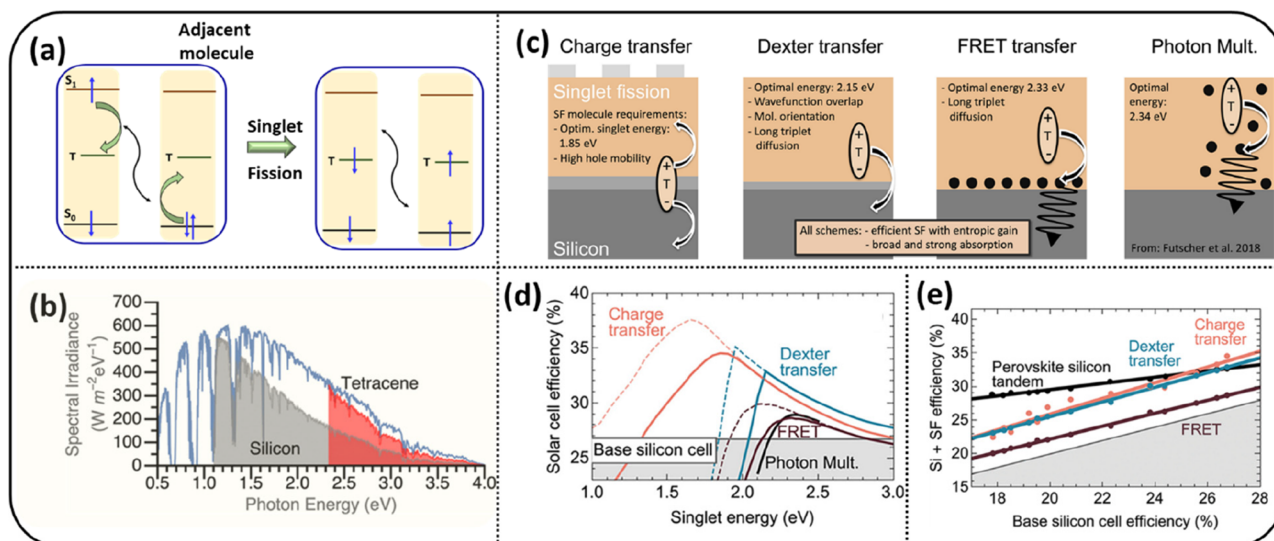 (a)
Adjacent
molecule
S1
T
S0
T
Singlet
Fission
T
T
(c)
Charge transfer
Singlet fission
SF molecule requirements:
- Optim. singlet energy:
1.85 eV
- High hole mobility
+
T
-
Silicon
Dexter transfer
- Optimal energy: 2.15 eV
- Wavefunction overlap
- Mol. orientation
- Long triplet
diffusion
+
T
-
FRET transfer
- Optimal energy 2.33 eV
- Long triplet
diffusion
+
T
-
Photon Mult.
Optimal
energy:
2.34 eV
+
T
-
All schemes: - efficient SF with entropic gain
- broad and strong absorption
From: Futscher et al. 2018
(b)
Spectral Irradiance
(W m-2 eV-1)
700
600
500
400
300
200
100
0
Tetracene
Silicon
0.5 1.0 1.5 2.0 2.5 3.0 3.5 4.0
Photon Energy (eV)
(d)
Solar cell efficiency (%)
40
35
30
25
Charge
transfer
Dexter
transfer
FRET
Base silicon cell
Photon Mult.
1.0 1.5 2.0 2.5 3.0
Singlet energy (eV)
(e)
Si + SF efficiency (%)
40
35
30
25
20
15
Perovskite silicon
tandem
Dexter
transfer
Charge
transfer
FRET
18 20 22 24 26 28
Base silicon cell efficiency (%)